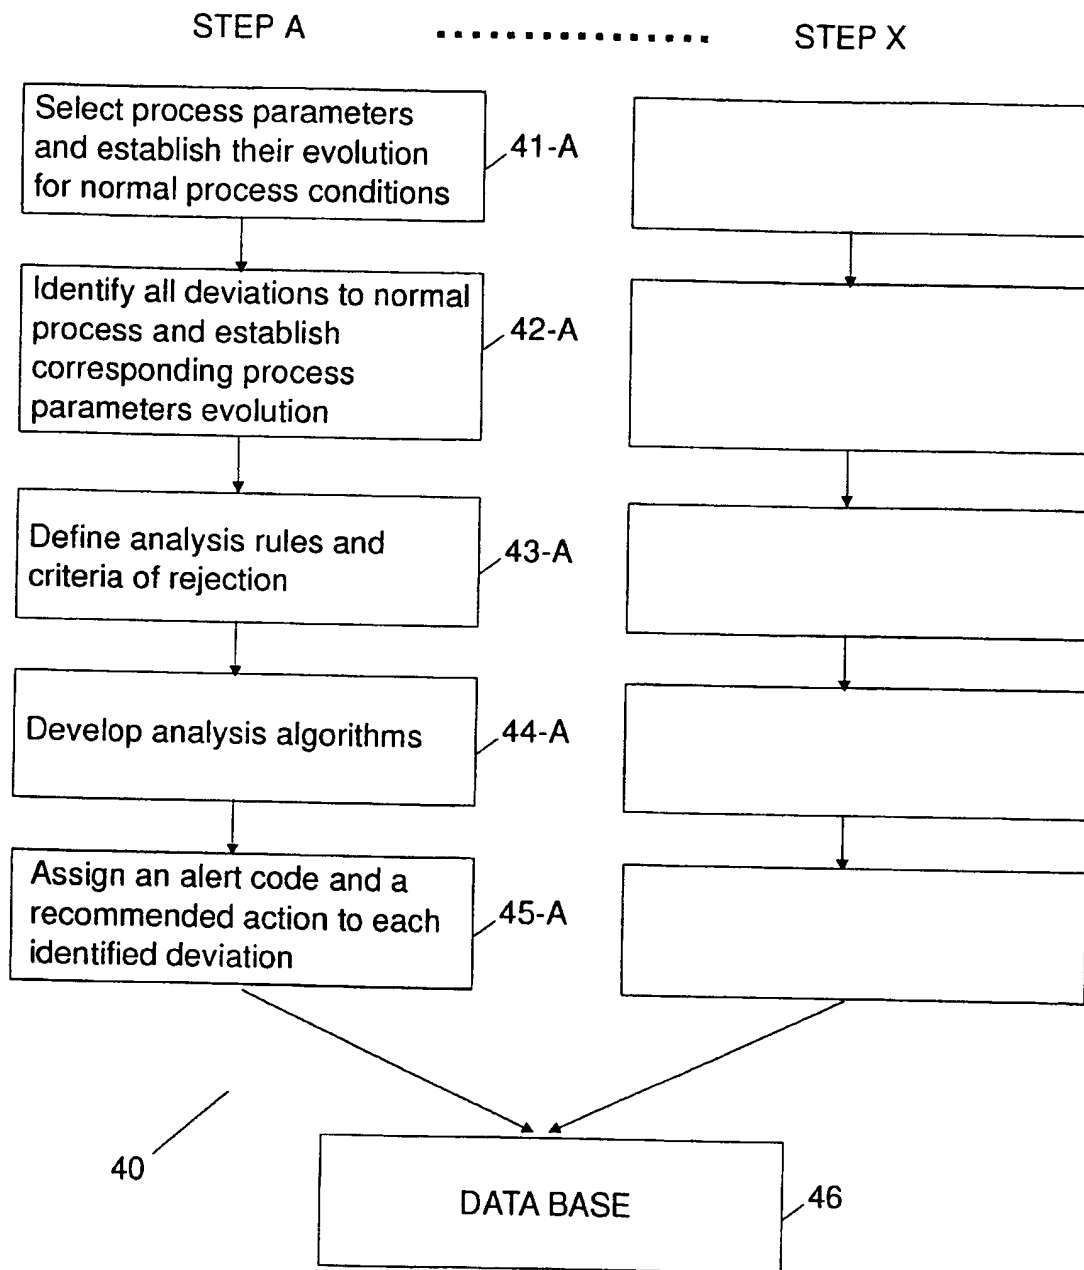 STEP A
STEP X
Select process parameters
and establish their evolution
for normal process conditions
41-A
Identify all deviations to normal
process and establish
corresponding process
parameters evolution
42-A
Define analysis rules and
criteria of rejection
43-A
Develop analysis algorithms
44-A
Assign an alert code and a
recommended action to each
identified deviation
45-A
40
DATA BASE
46